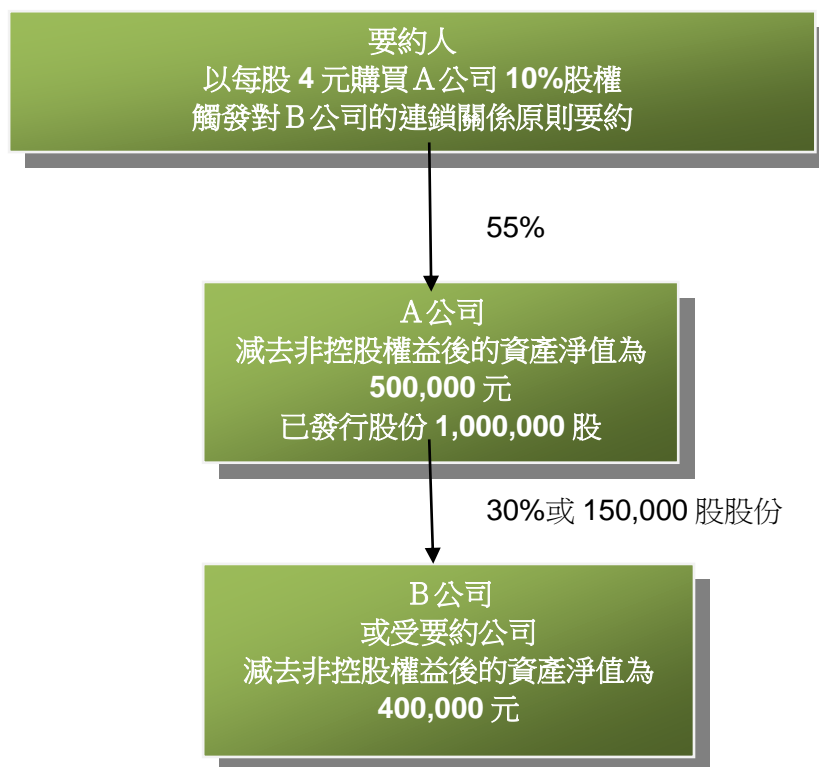 要約人
以每股 4 元購買Ａ公司 10%股權
觸發對Ｂ公司的連鎖關係原則要約
55%
Ａ公司
減去非控股權益後的資產淨值為
500,000 元
已發行股份 1,000,000 股
30%或 150,000 股股份
Ｂ公司
或受要約公司
減去非控股權益後的資產淨值為
400,000 元